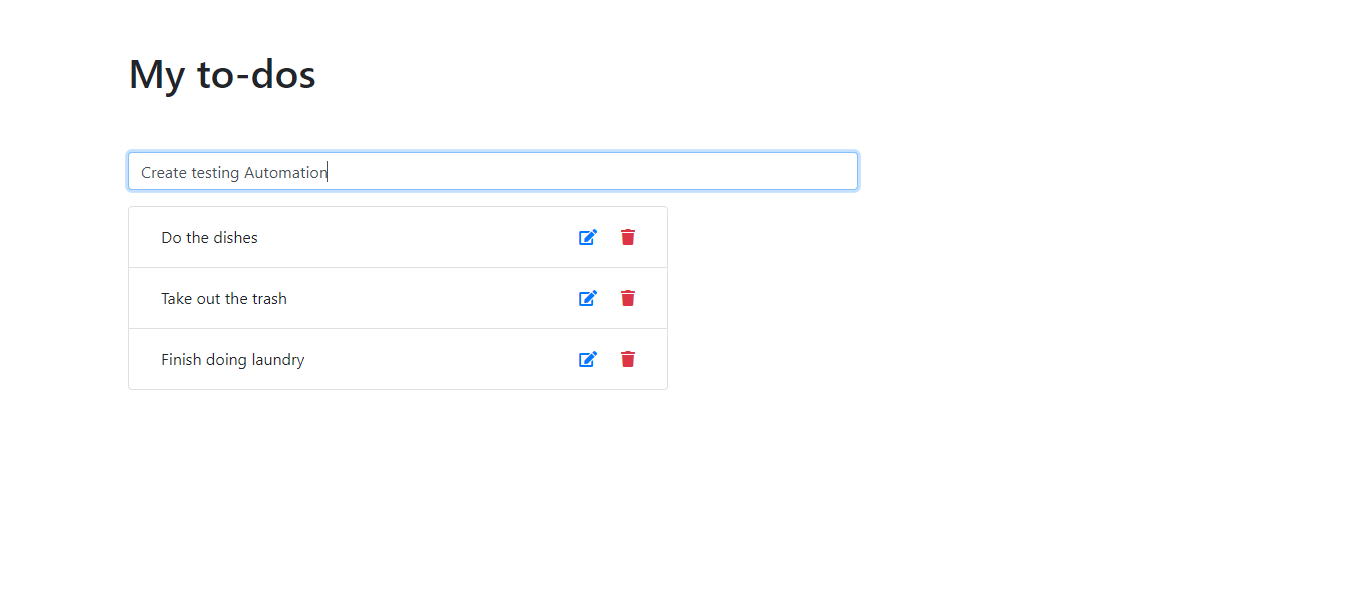 My to-dos
Create testing Automation
Do the dishes
Take out the trash
Finish doing laundry